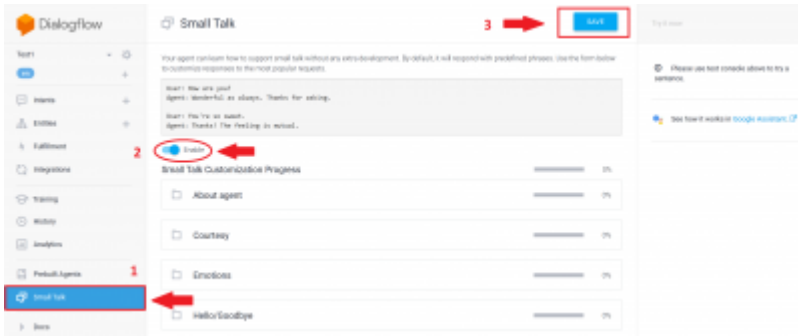 Dialogflow
Small Talk
3
SAVE
Try it now
Test1
en
Your agent can learn how to support small talk without any extra development. By default, it will respond with predefined phrases. Use the form below
to customize responses to the most popular requests.
User: How are you?
Agent: Wonderful as always. Thanks for asking.
User: You're so sweet.
Agent: Thanks! The feeling is mutual.
Please use test console above to try a
sentence.
See how it works in Google Assistant.
Intents
Entities
Fulfillment
2
Enable
Integrations
Small Talk Customization Progress
0%
Training
About agent
0%
History
Analytics
Courtesy
0%
Prebuilt Agents
1
Emotions
0%
Small Talk
Hello/Goodbye
0%
Docs